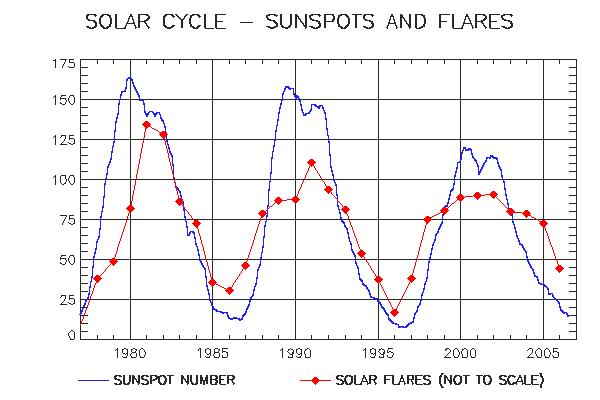 SOLAR CYCLE – SUNSPOTS AND FLARES
175
150
125
100
75
50
25
0
1980 1985 1990 1995 2000 2005
SUNSPOT NUMBER SOLAR FLARES (NOT TO SCALE)